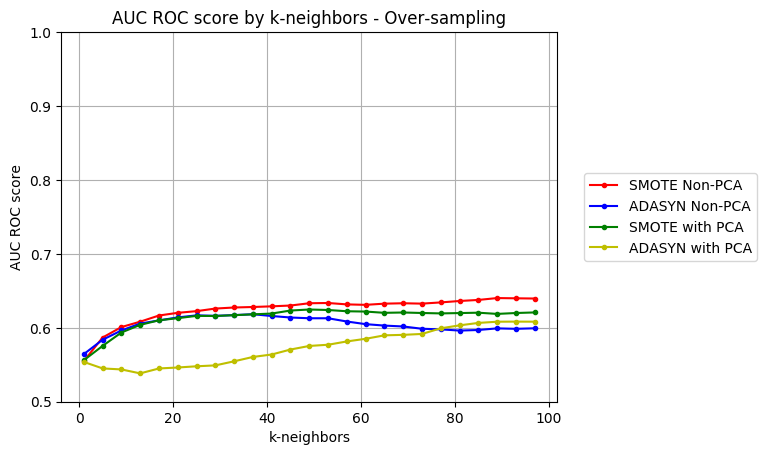 AUC ROC score by k-neighbors - Over-sampling
1.0
0.9
0.8
0.7
0.6
0.5
AUC ROC score
0 20 40 60 80 100
k-neighbors
SMOTE Non-PCA
ADASYN Non-PCA
SMOTE with PCA
ADASYN with PCA